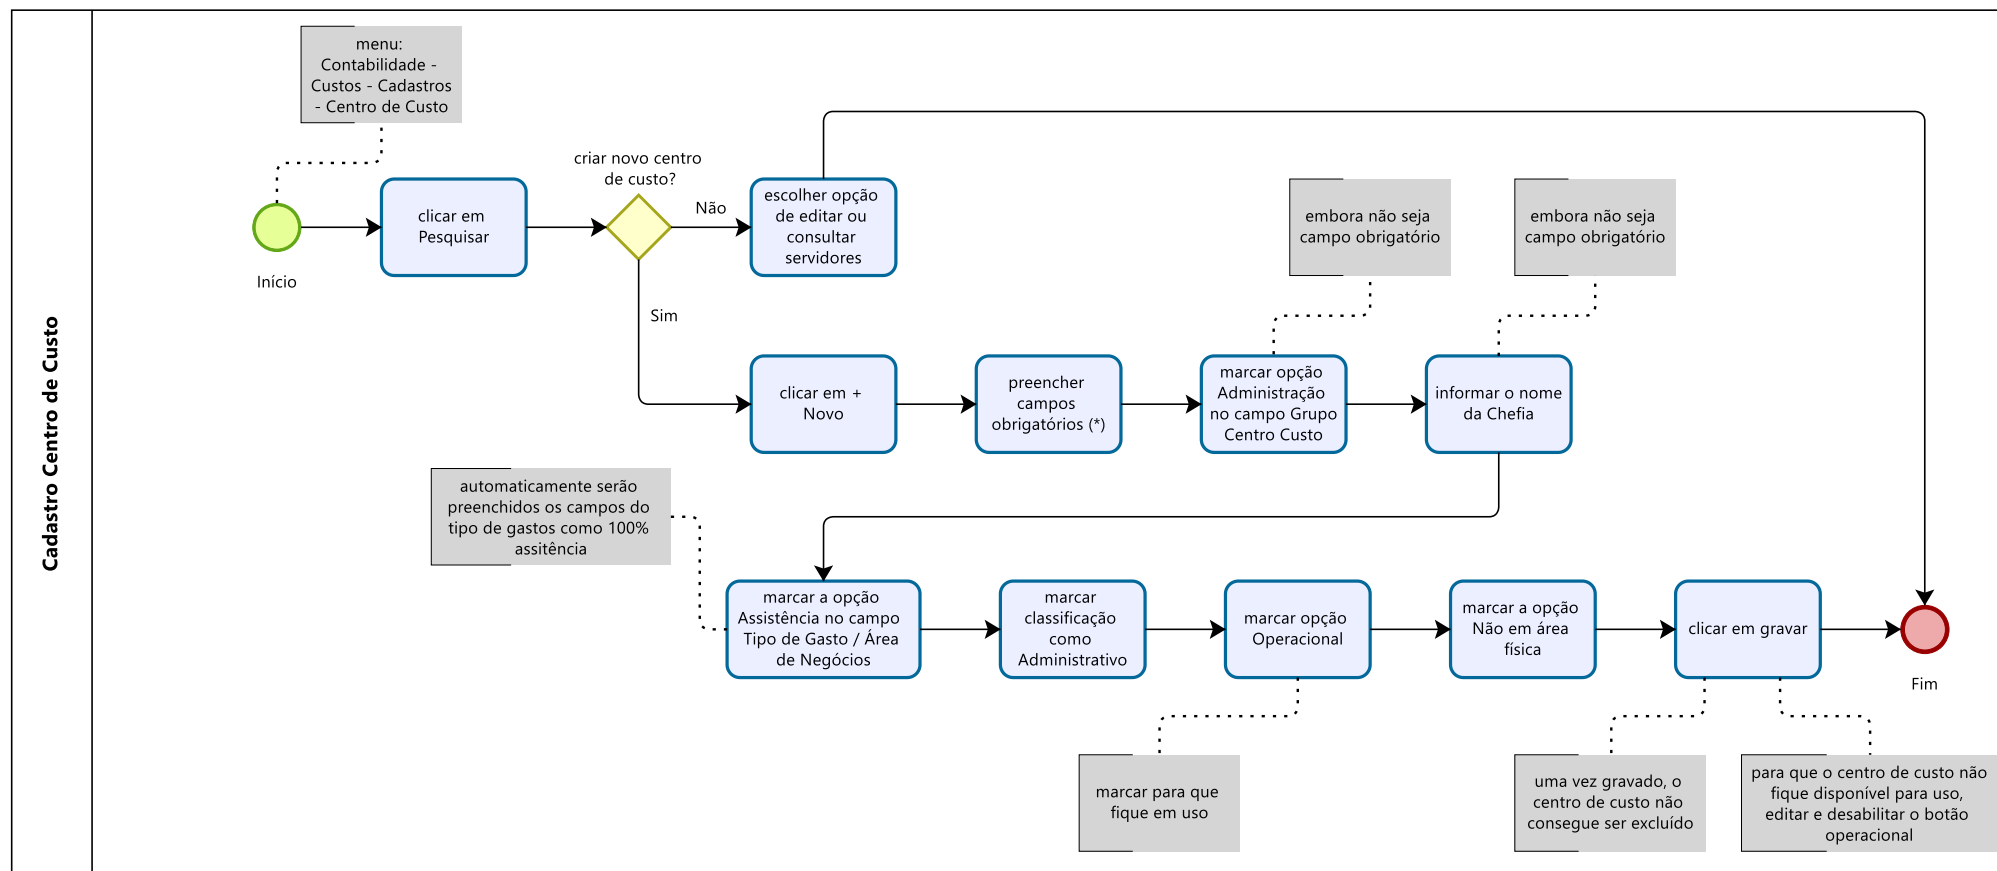 Cadastro Centro de Custo
menu:
Contabilidade -
Custos - Cadastros
- Centro de Custo
Início
clicar em
Pesquisar
criar novo centro
de custo?
Não
Sim
escolher opção
de editar ou
consultar
servidores
clicar em +
Novo
preencher
campos
obrigatórios (*)
embora não seja
campo obrigatório
marcar opção
Administração
no campo Grupo
Centro Custo
embora não seja
campo obrigatório
informar o nome
da Chefia
automaticamente serão
preenchidos os campos do
tipo de gastos como 100%
assitência
marcar a opção
Assistência no campo
Tipo de Gasto / Área
de Negócios
marcar
classificação
como
Administrativo
marcar opção
Operacional
marcar a opção
Não em área
física
clicar em gravar
Fim
marcar para que
fique em uso
uma vez gravado, o
centro de custo não
consegue ser excluído
para que o centro de custo não
fique disponível para uso,
editar e desabilitar o botão
operacional